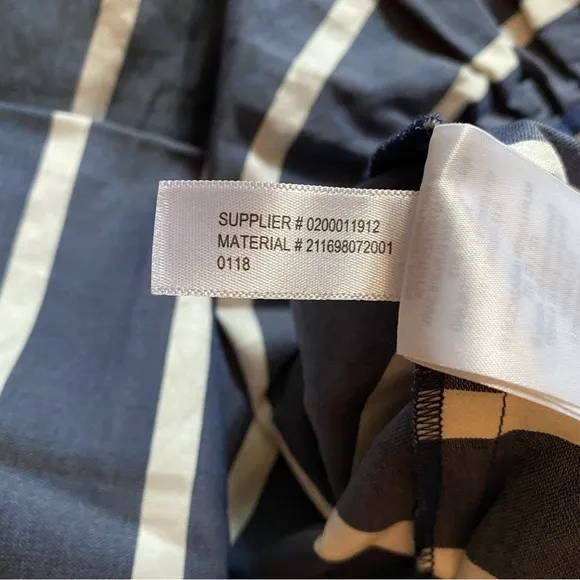 SUPPLIER # 0200011912
MATERIAL # 211698072001
0118